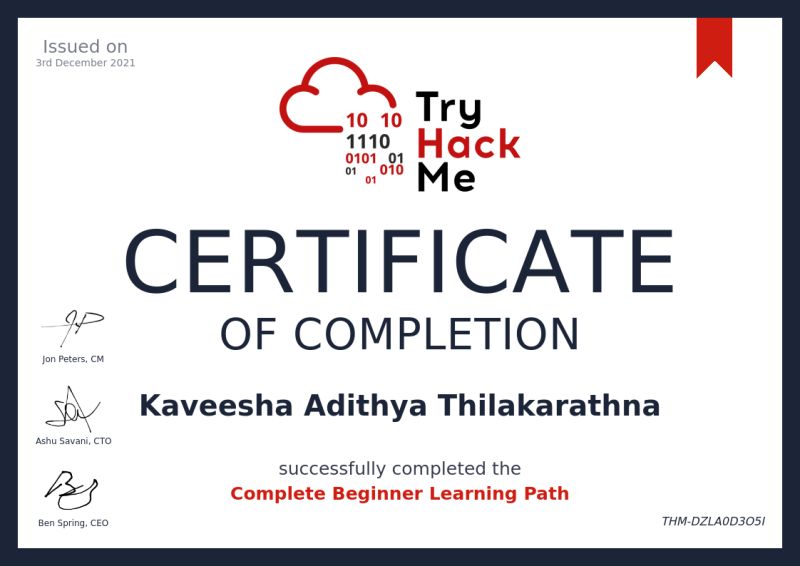 Issued on
3rd December 2021
10 10
1110
0101 01
01 010
01
Try
Hack
Me
CERTIFICATE
OF COMPLETION
Jon Peters, CM
Kaveesha Adithya Thilakarathna
Ashu Savani, CTO
successfully completed the
Complete Beginner Learning Path
Ben Spring, CEO
THM-DZLA0D3O5I